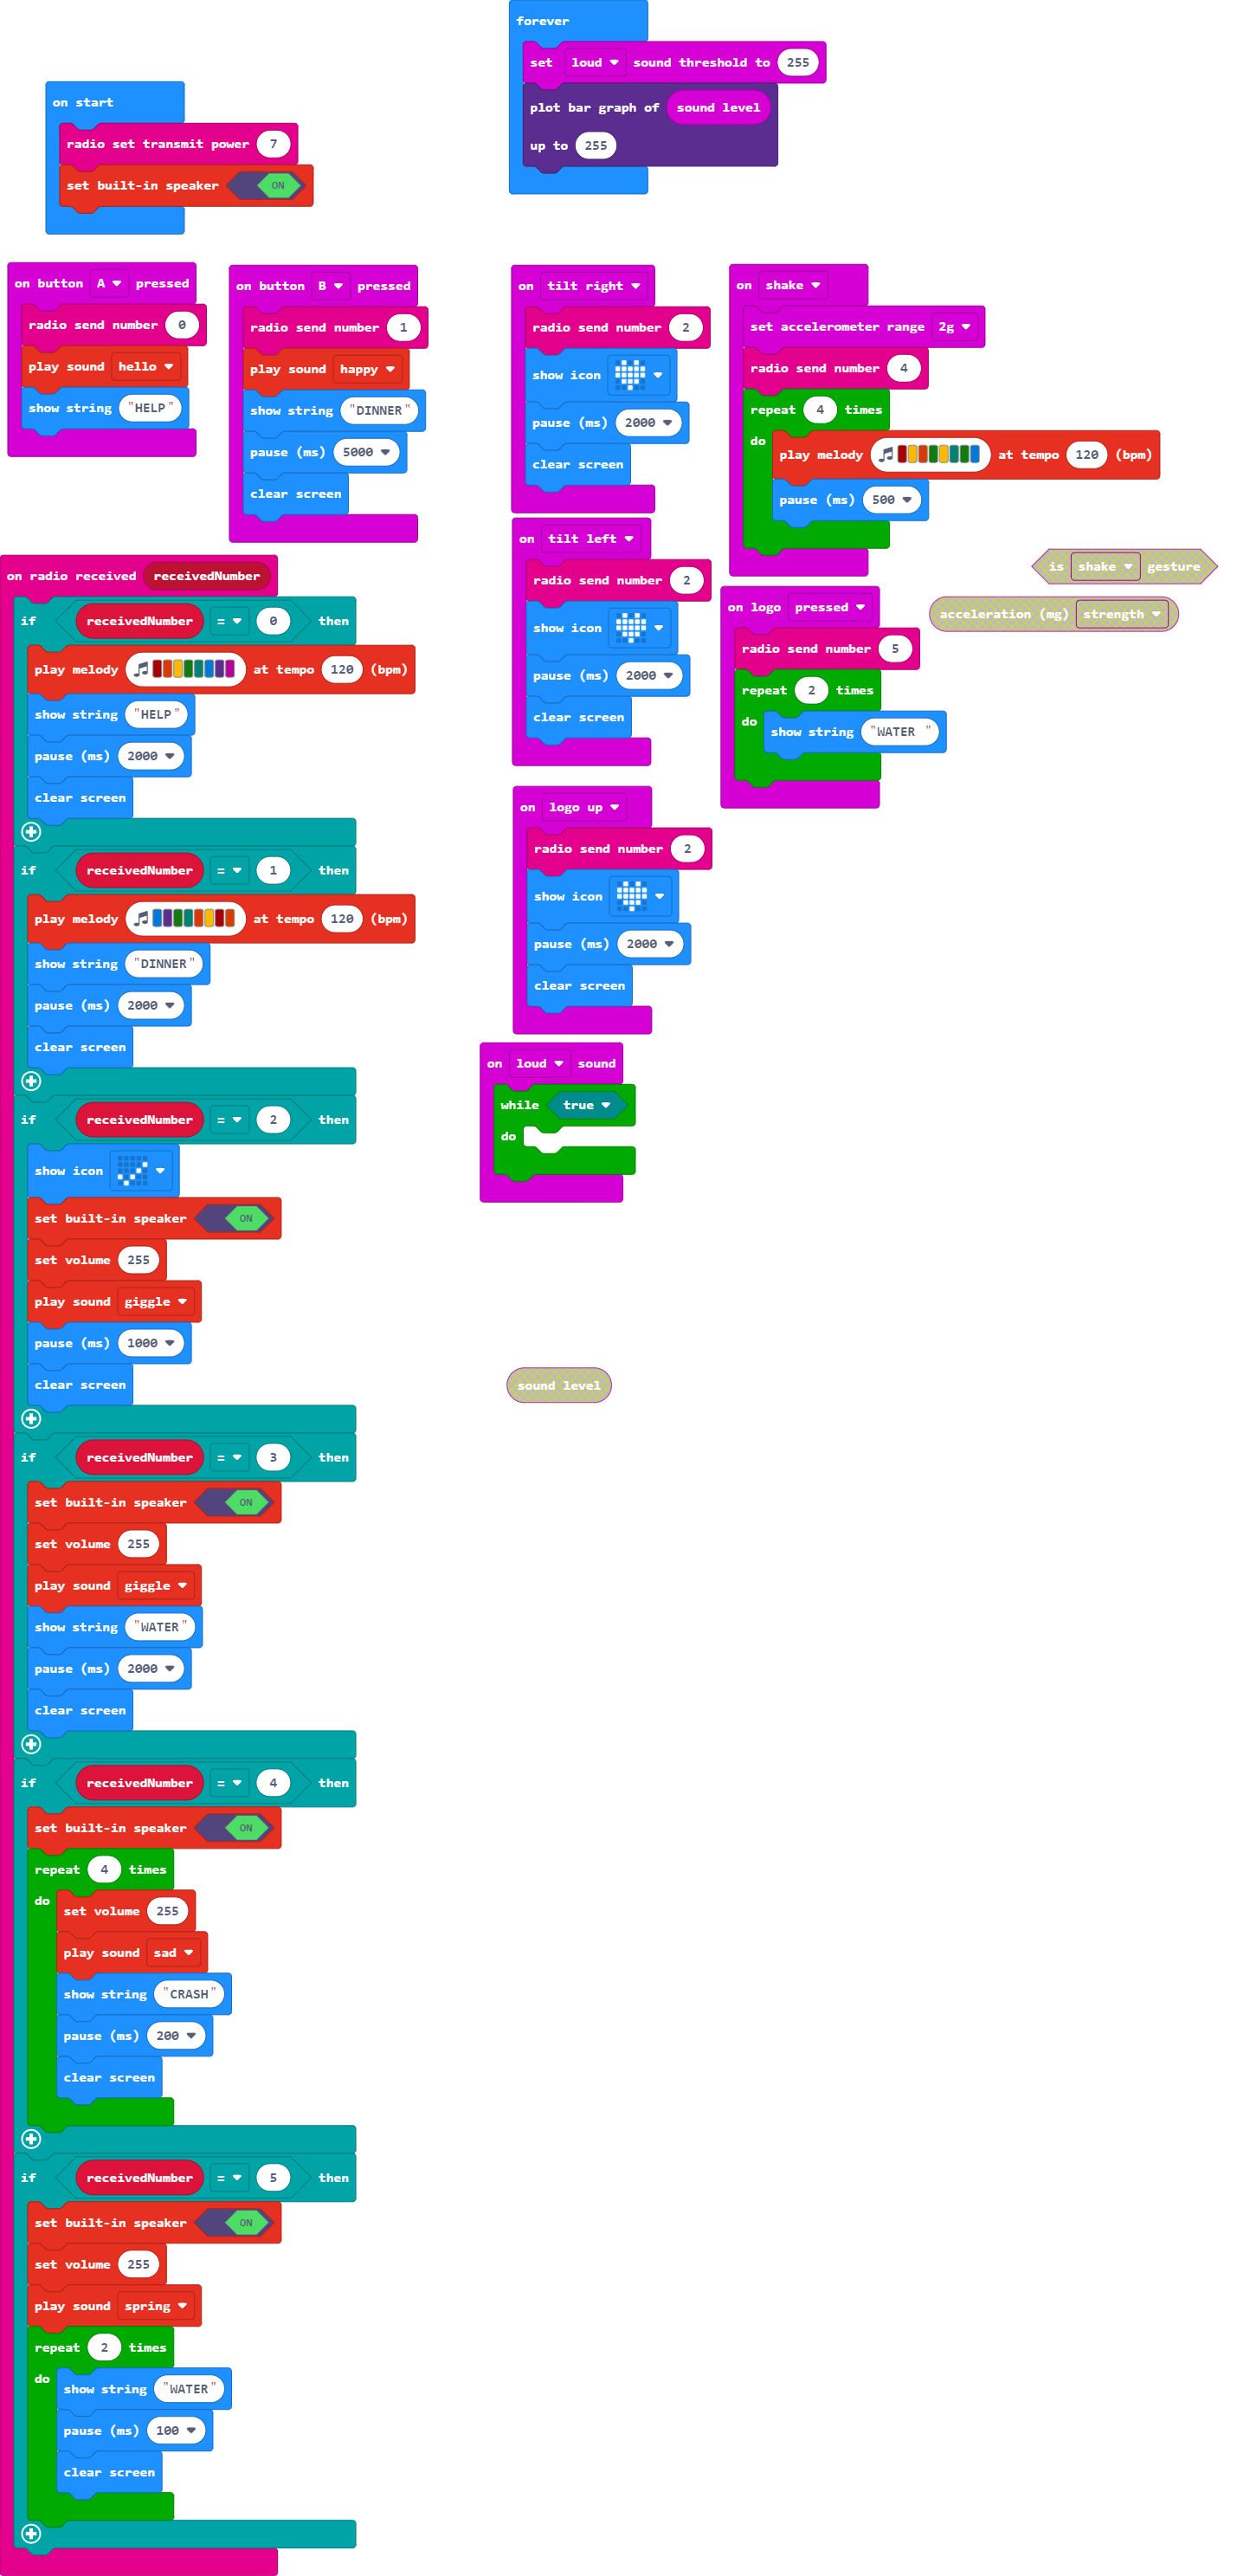 forever
set loud sound threshold to 255
plot bar graph of sound level
up to 255
on start
radio set transmit power 7
set built-in speaker ON
on button A pressed
radio send number 0
play sound hello
show string "HELP"
on button B pressed
radio send number 1
play sound happy
show string "DINNER"
pause (ms) 5000
clear screen
on tilt right
radio send number 2
show icon
pause (ms) 2000
clear screen
on shake
set accelerometer range 2g
radio send number 4
repeat 4 times
do
play melody at tempo 120 (bpm)
pause (ms) 500
on tilt left
radio send number 2
show icon
pause (ms) 2000
clear screen
is shake gesture
acceleration (mg) strength
on logo pressed
radio send number 5
repeat 2 times
do
show string "WATER "
on logo up
radio send number 2
show icon
pause (ms) 2000
clear screen
on loud sound
while true
do
sound level
on radio received receivedNumber
if receivedNumber = 0 then
play melody at tempo 120 (bpm)
show string "HELP"
pause (ms) 2000
clear screen
if receivedNumber = 1 then
play melody at tempo 120 (bpm)
show string "DINNER"
pause (ms) 2000
clear screen
if receivedNumber = 2 then
show icon
set built-in speaker ON
set volume 255
play sound giggle
pause (ms) 1000
clear screen
if receivedNumber = 3 then
set built-in speaker ON
set volume 255
play sound giggle
show string "WATER"
pause (ms) 2000
clear screen
if receivedNumber = 4 then
set built-in speaker ON
repeat 4 times
do
set volume 255
play sound sad
show string "CRASH"
pause (ms) 200
clear screen
if receivedNumber = 5 then
set built-in speaker ON
set volume 255
play sound spring
repeat 2 times
do
show string "WATER"
pause (ms) 100
clear screen